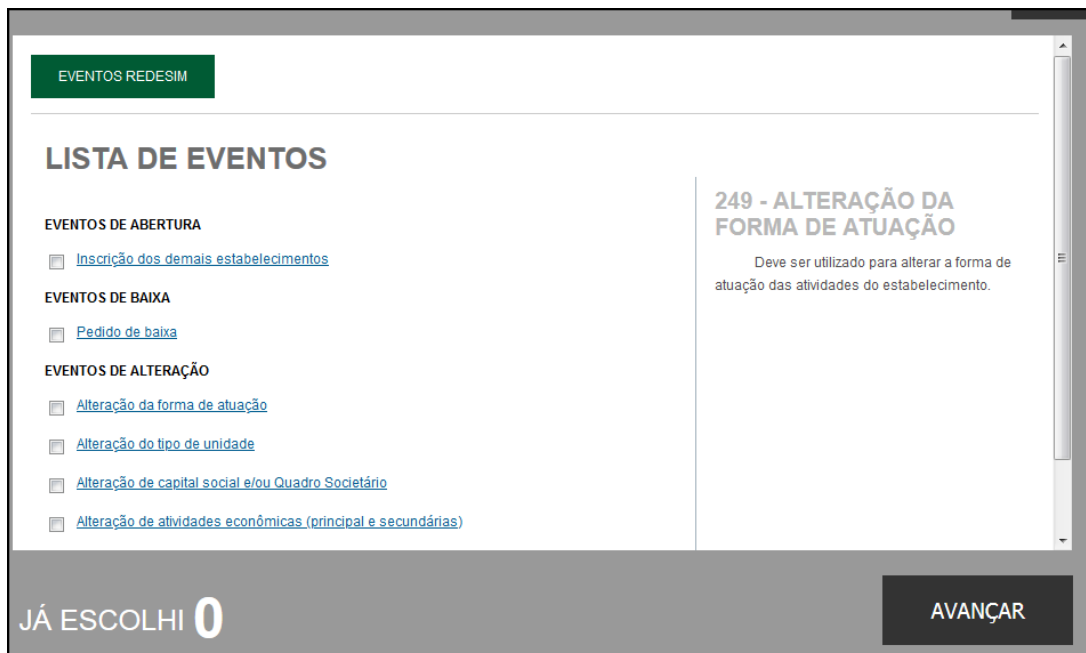 EVENTOS REDESIM
LISTA DE EVENTOS
EVENTOS DE ABERTURA
Inscrição dos demais estabelecimentos
EVENTOS DE BAIXA
Pedido de baixa
EVENTOS DE ALTERAÇÃO
Alteração da forma de atuação
Alteração do tipo de unidade
Alteração de capital social e/ou Quadro Societário
Alteração de atividades econômicas (principal e secundárias)
249 - ALTERAÇÃO DA
FORMA DE ATUAÇÃO
Deve ser utilizado para alterar a forma de
atuação das atividades do estabelecimento.
JÁ ESCOLHI 0
AVANÇAR